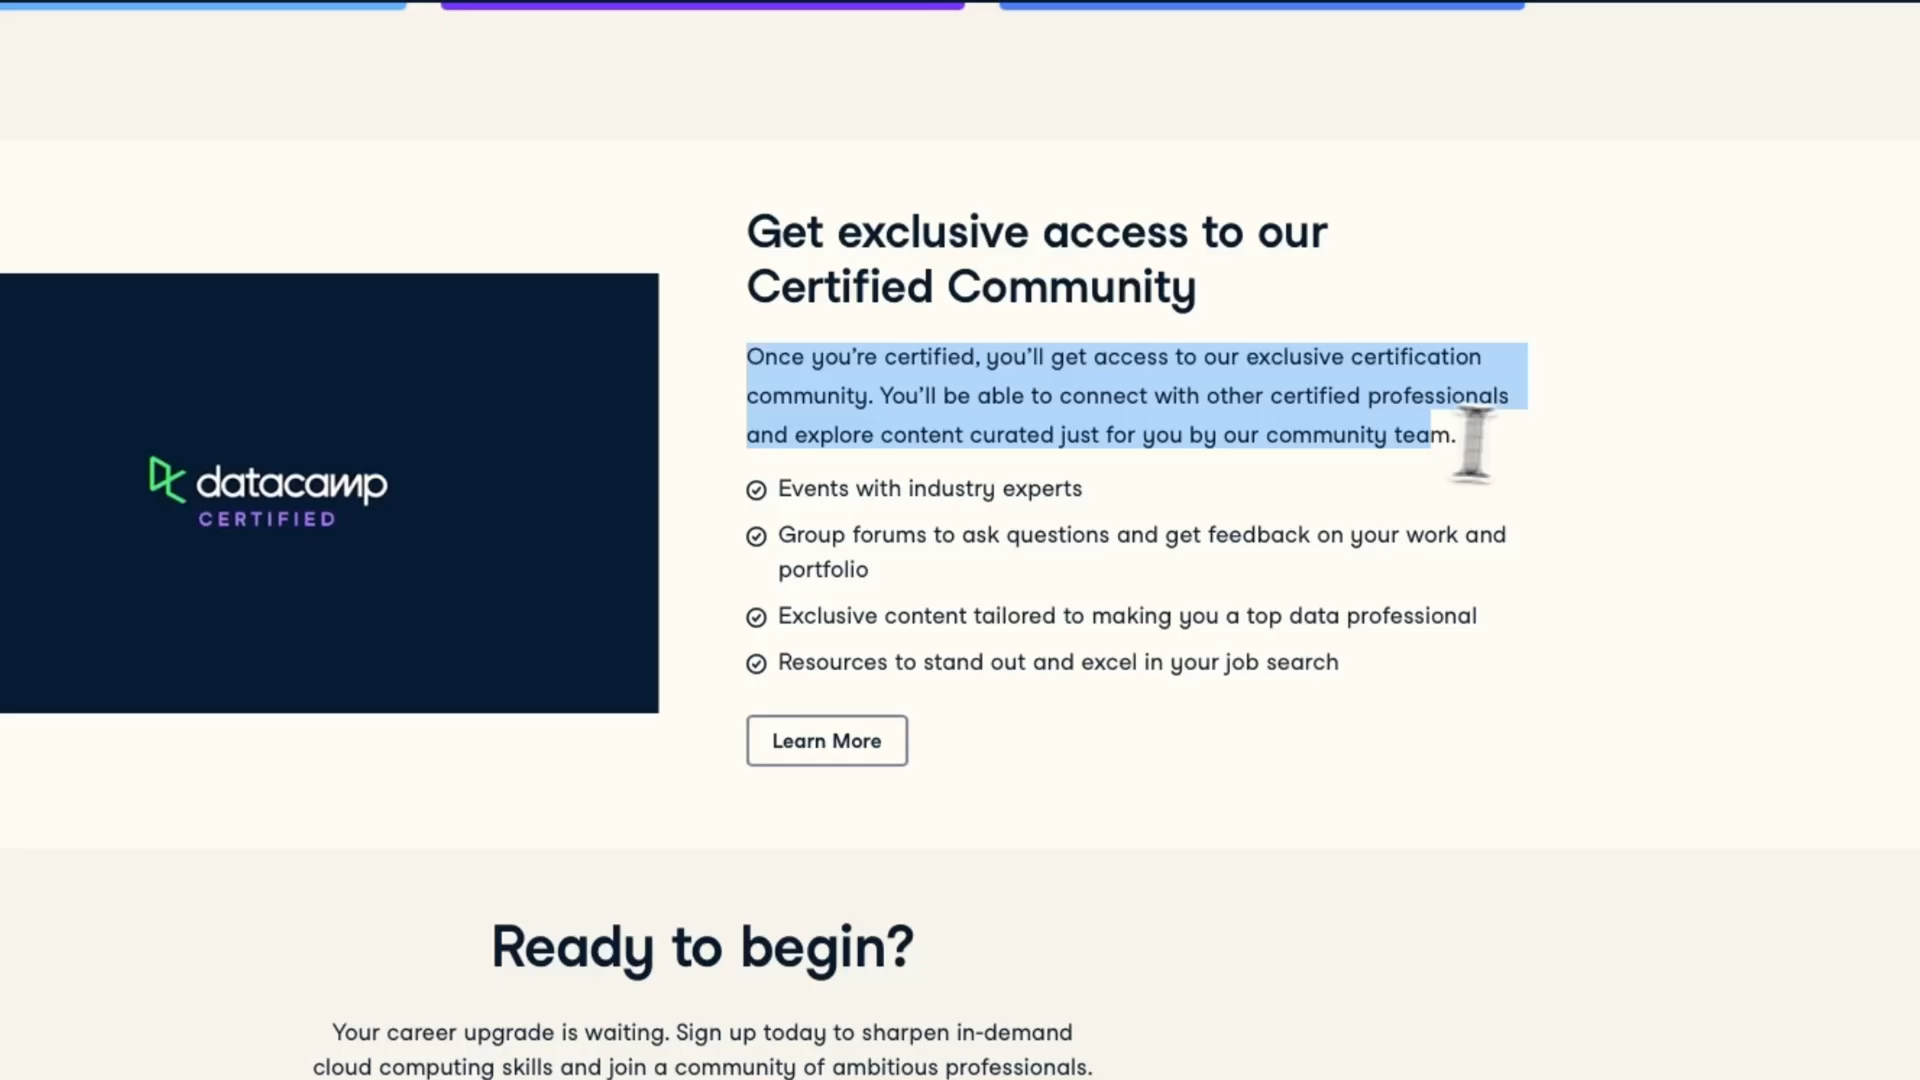 Get exclusive access to our
Certified Community
Once you’re certified, you’ll get access to our exclusive certification
community. You’ll be able to connect with other certified professionals
and explore content curated just for you by our community team.
datacamp
CERTIFIED
Events with industry experts
Group forums to ask questions and get feedback on your work and
portfolio
Exclusive content tailored to making you a top data professional
Resources to stand out and excel in your job search
Learn More
Ready to begin?
Your career upgrade is waiting. Sign up today to sharpen in-demand
cloud computing skills and join a community of ambitious professionals.